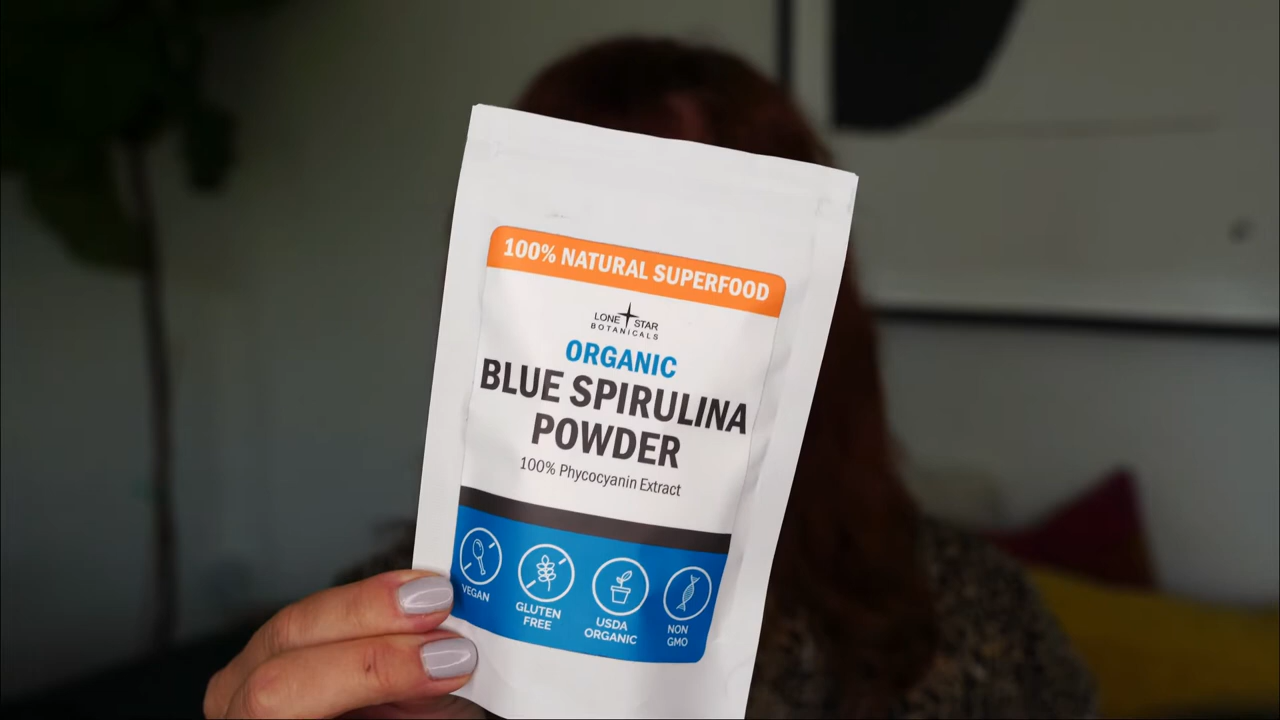 100% NATURAL SUPERFOOD
LONE STAR
BOTANICALS
ORGANIC
BLUE SPIRULINA
POWDER
100% Phycocyanin Extract
VEGAN
GLUTEN
FREE
USDA
ORGANIC
NON
GMO